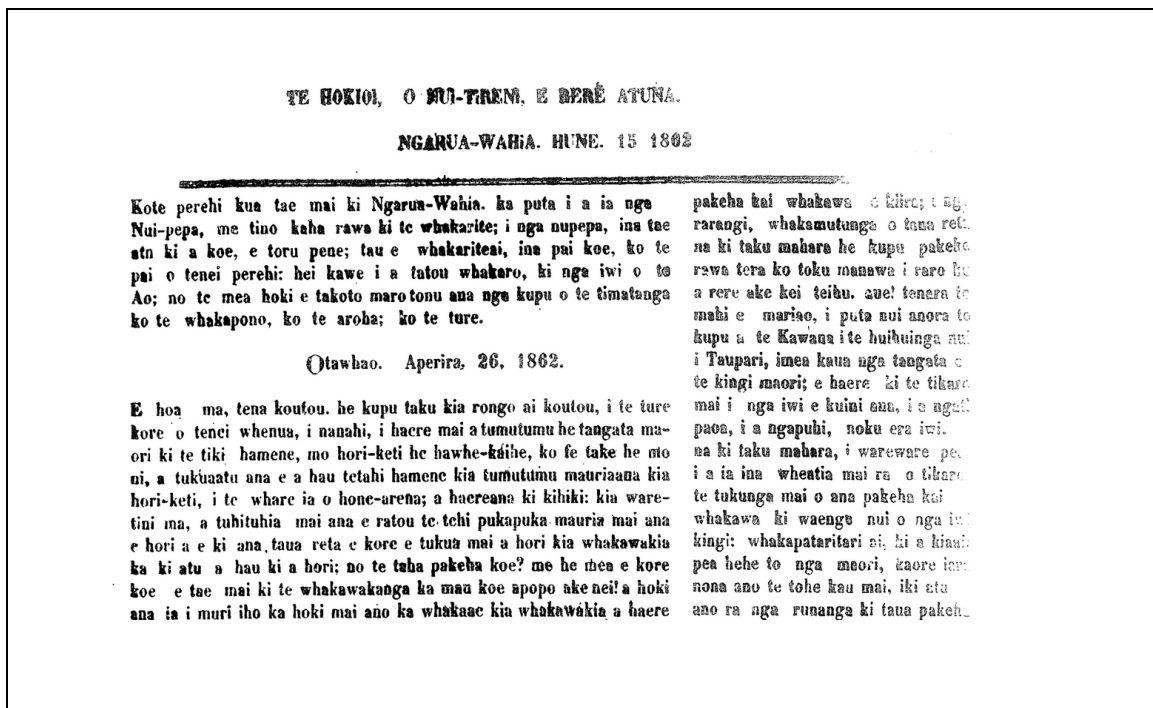 TE HOKIOI, O NUI-TIRENI, E RERE ATUNA.
NGARUA-WAHIA. HUNE. 15 1862
Kote perehi kua tae mai ki Ngarua-Wahia. ka puta i a ia nga
Nui-pepa, me tino kaha rawa ki te whakarite; i nga nupepa, ina tae
atn ki a koe, e toru pene; tau e whakariteai, ina pai koe, ko te
pai o tenei perehi: hei kawe i a tatou whakaro, ki nga iwi o te
Ao; no te mea hoki e takoto maro tonu ana nga kupu o te timatanga
ko te whakapono, ko te aroha; ko te ture.
Otawhao. Aperira, 26, 1862.
E hoa ma, tena koutou. he kupu taku kia rongo ai koutou, i te ture
kore o tenei whenua, i nanahi, i haere mai a tumutumu he tangata ma-
ori ki te tiki hamene, mo hori-keti he hawhe-kaihe, ko te take he mo
ni, a tukuaatu ana e a hau tetahi hamene kia tumutumu mauriaana kia
hori-keti, i te whare ia o hone-arena; a haereana ki kihiki: kia ware-
tini ma, a tuhituhia mai ana e ratou te tehi pukapuka mauria mai ana
e hori a e ki ana, taua reta e kore e tukua mai a hori kia whakawakia
ka ki atu a hau ki a hori; no te taha pakeha koe? me he mea e kore
koe e tae mai ki te whakawakanga ka mau koe apopo ake nei! a hoki
ana ia i muri iho ka hoki mai ano ka whakaae kia whakawakia a haere
pakeha kai whakawa o kiira; i
rarangi, whakamutunga o tana
na ki taku mahara he kupu pakeha
rawa tera ko toku manawa i raro
a rere ake kei teihu. aue! tenara te
mahi e mariao, i puta nui anora to
kupu a te Kawana i te huihuinga nui
i Taupari, imea kaua nga tangata o
te kingi maori; e haere ki te tikaro
mai i nga iwi e kuini ana, i a ngati
paoa, i a ngapuhi, noku era iwi.
na ki taku mahara, i wareware
i a ia ina wheatia mai ra o tikaro
te tukunga mai o ana pakeha kai
whakawa ki waenga nui o nga iwi
kingi: whakapataritari ai, ki a
pea hehe to nga maori, kaore
nona ano te tohe kau mai, iki atu
ano ra nga runanga ki taua